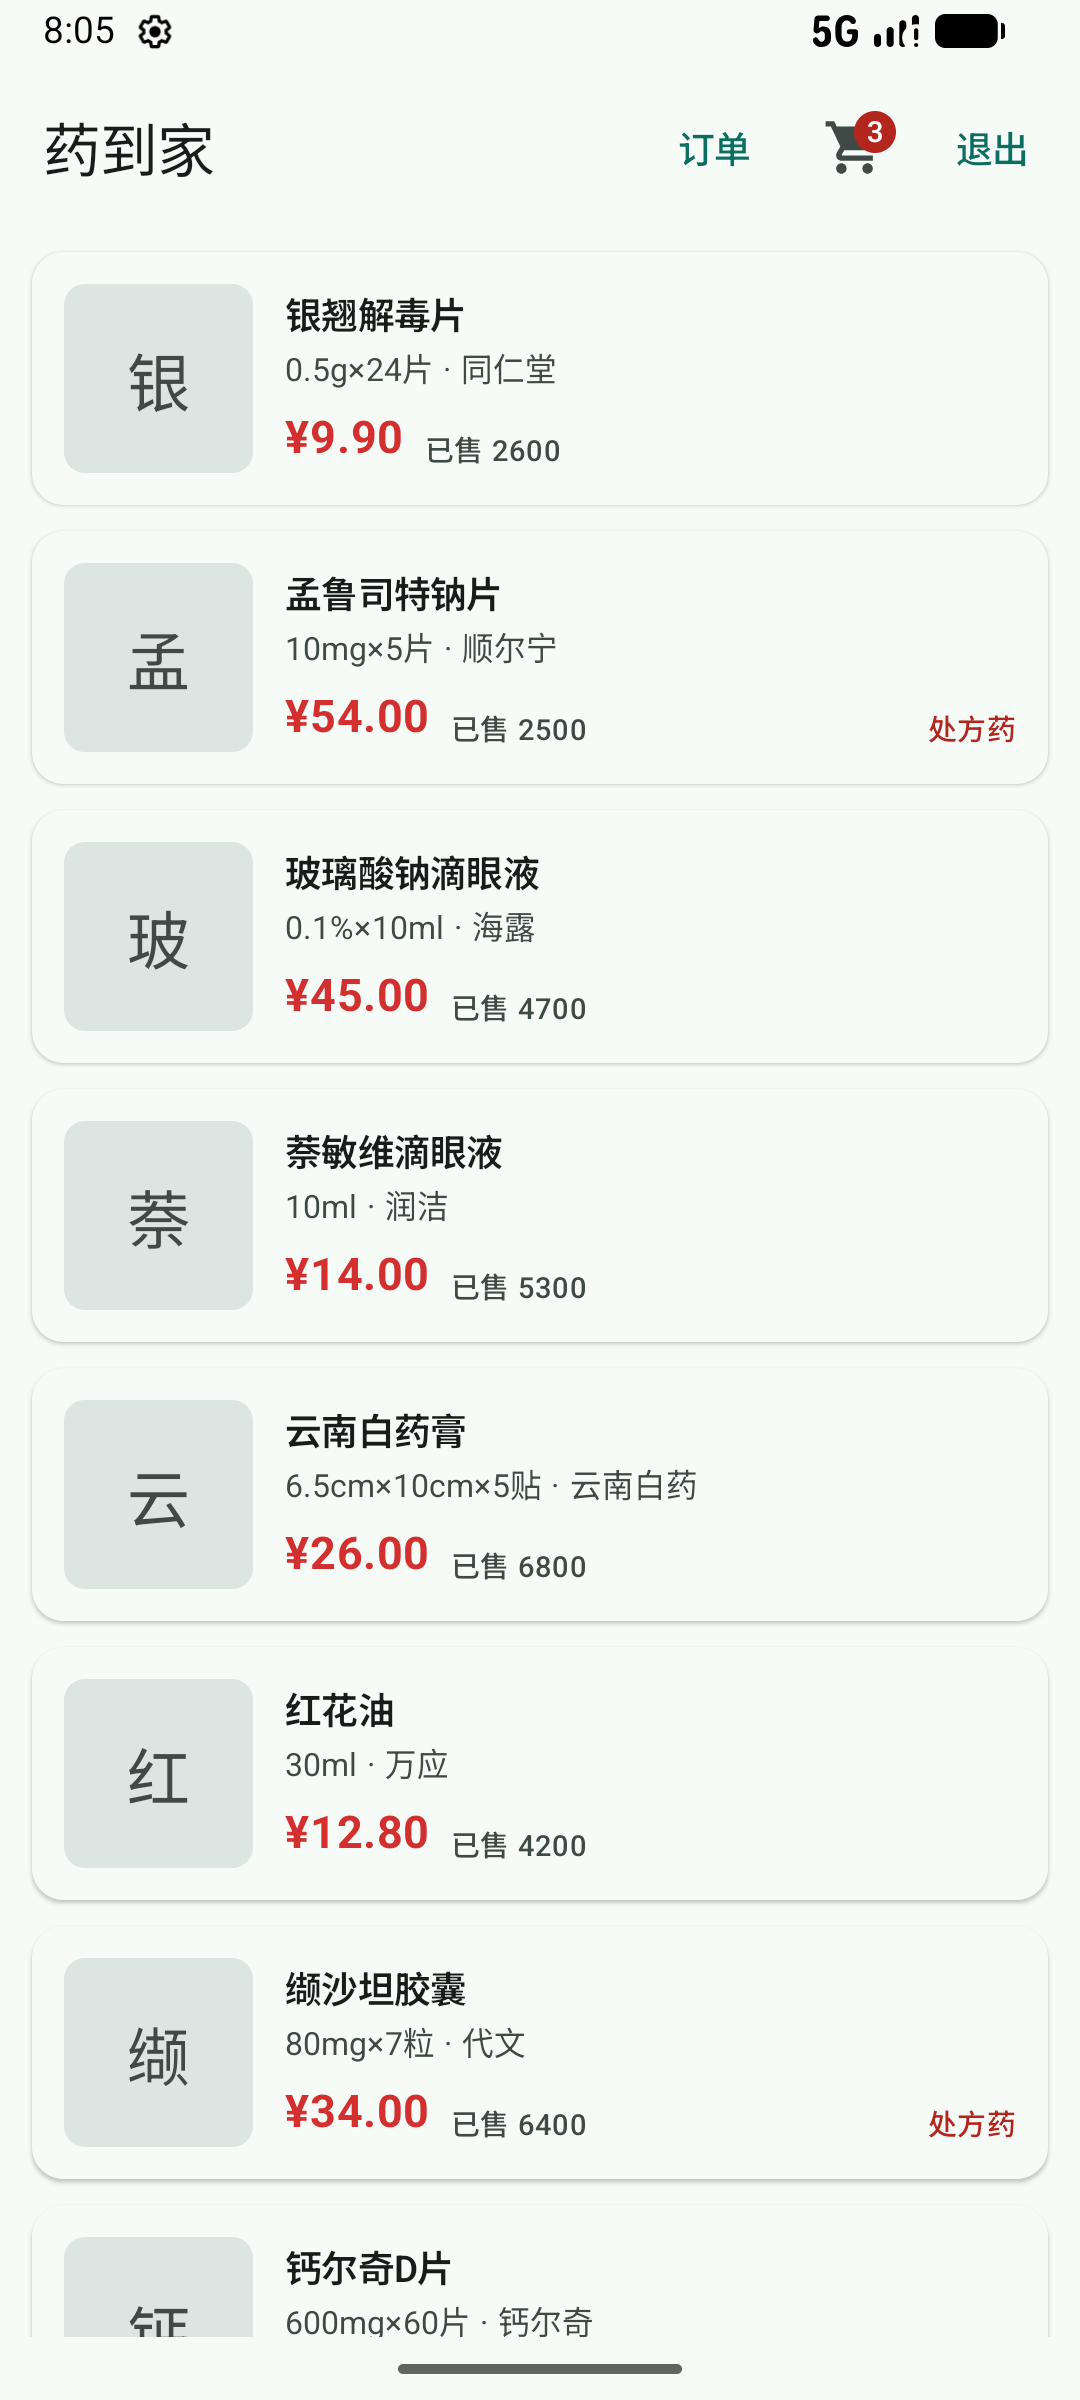 8:05
5G
药到家
订单
3
退出
银
银翘解毒片
0.5g×24片 · 同仁堂
¥9.90 已售 2600
孟
孟鲁司特钠片
10mg×5片 · 顺尔宁
¥54.00 已售 2500
处方药
玻
玻璃酸钠滴眼液
0.1%×10ml · 海露
¥45.00 已售 4700
萘
萘敏维滴眼液
10ml · 润洁
¥14.00 已售 5300
云
云南白药膏
6.5cm×10cm×5贴 · 云南白药
¥26.00 已售 6800
红
红花油
30ml · 万应
¥12.80 已售 4200
缬
缬沙坦胶囊
80mg×7粒 · 代文
¥34.00 已售 6400
处方药
钙
钙尔奇D片
600mg×60片 · 钙尔奇